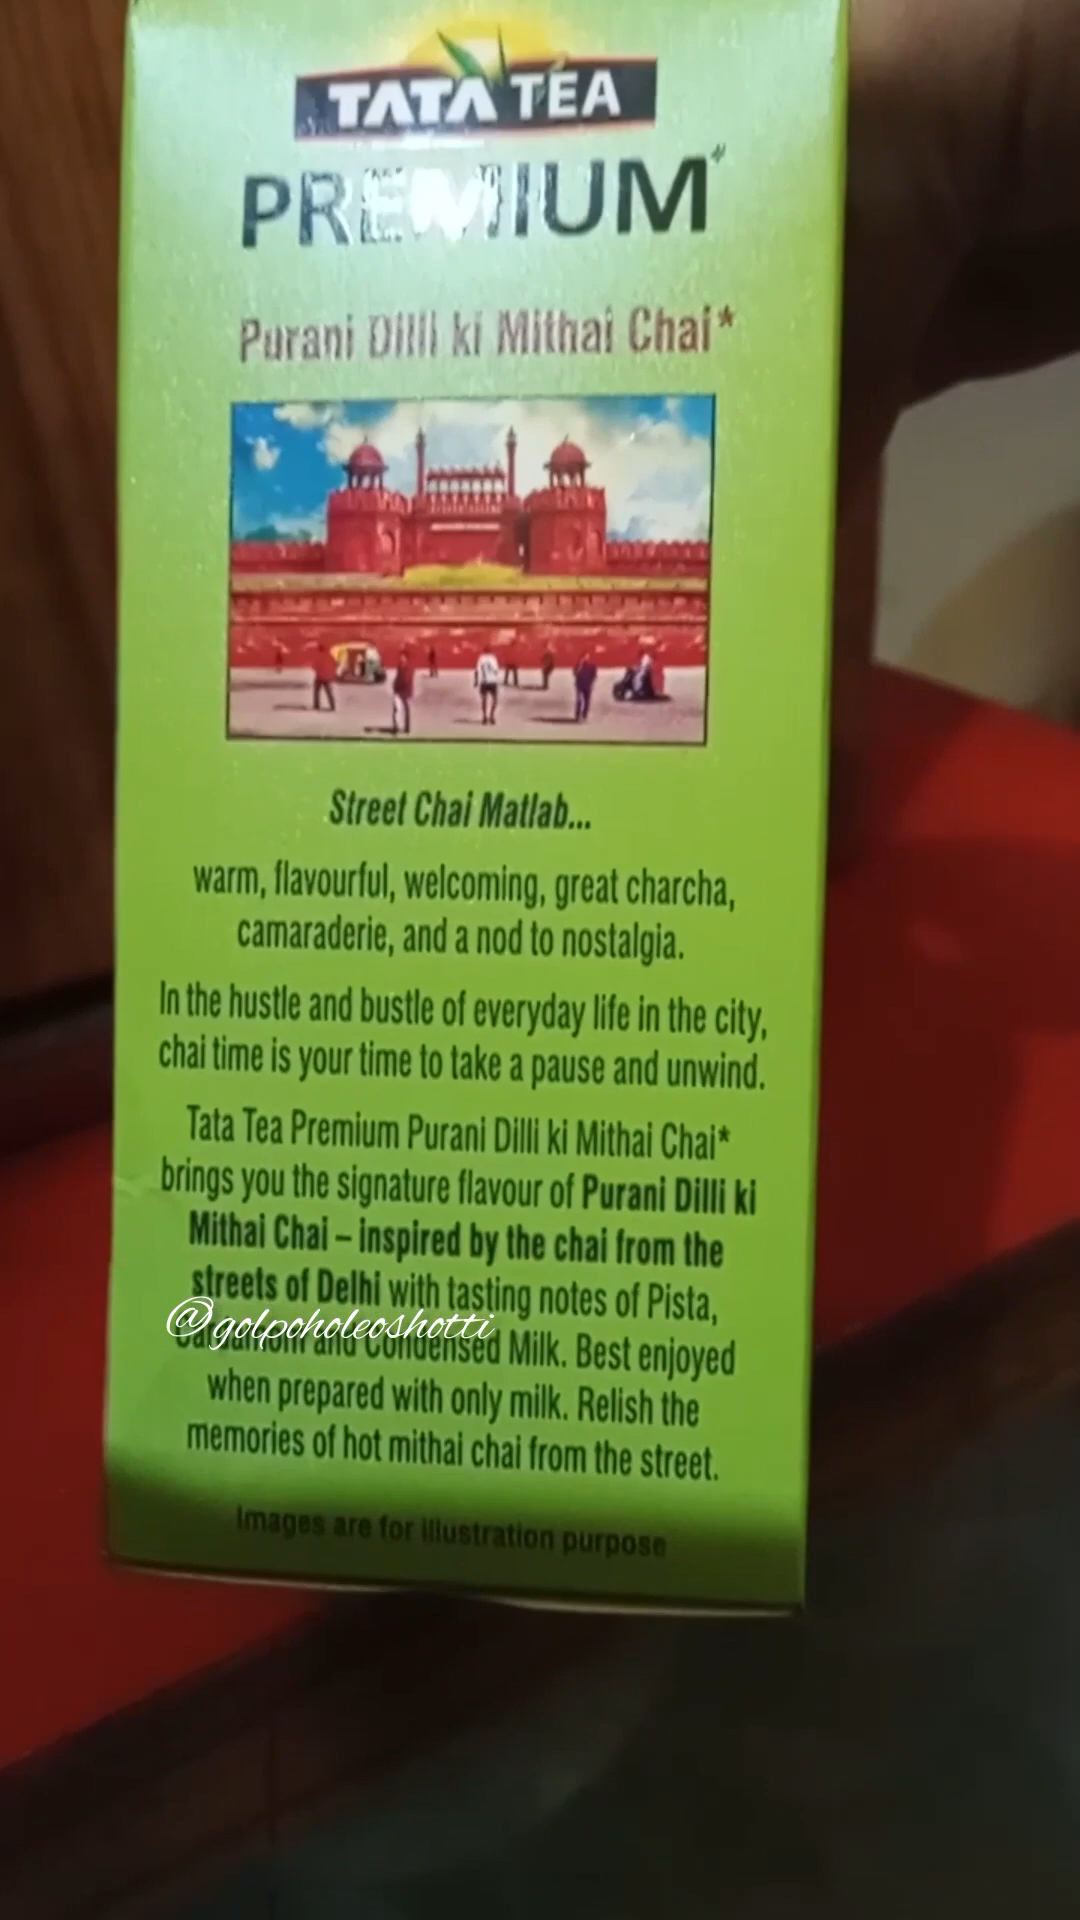 TATA TEA
PREMIUM
Purani Dilli ki Mithai Chai*
Street Chai Matlab...
warm, flavourful, welcoming, great charcha,
camaraderie, and a nod to nostalgia.
In the hustle and bustle of everyday life in the city,
chai time is your time to take a pause and unwind.
Tata Tea Premium Purani Dilli ki Mithai Chai*
brings you the signature flavour of Purani Dilli ki
Mithai Chai – inspired by the chai from the
streets of Delhi with tasting notes of Pista,
@golpoholeoshotti
Cardamom and Condensed Milk. Best enjoyed
when prepared with only milk. Relish the
memories of hot mithai chai from the street.
Images are for illustration purpose